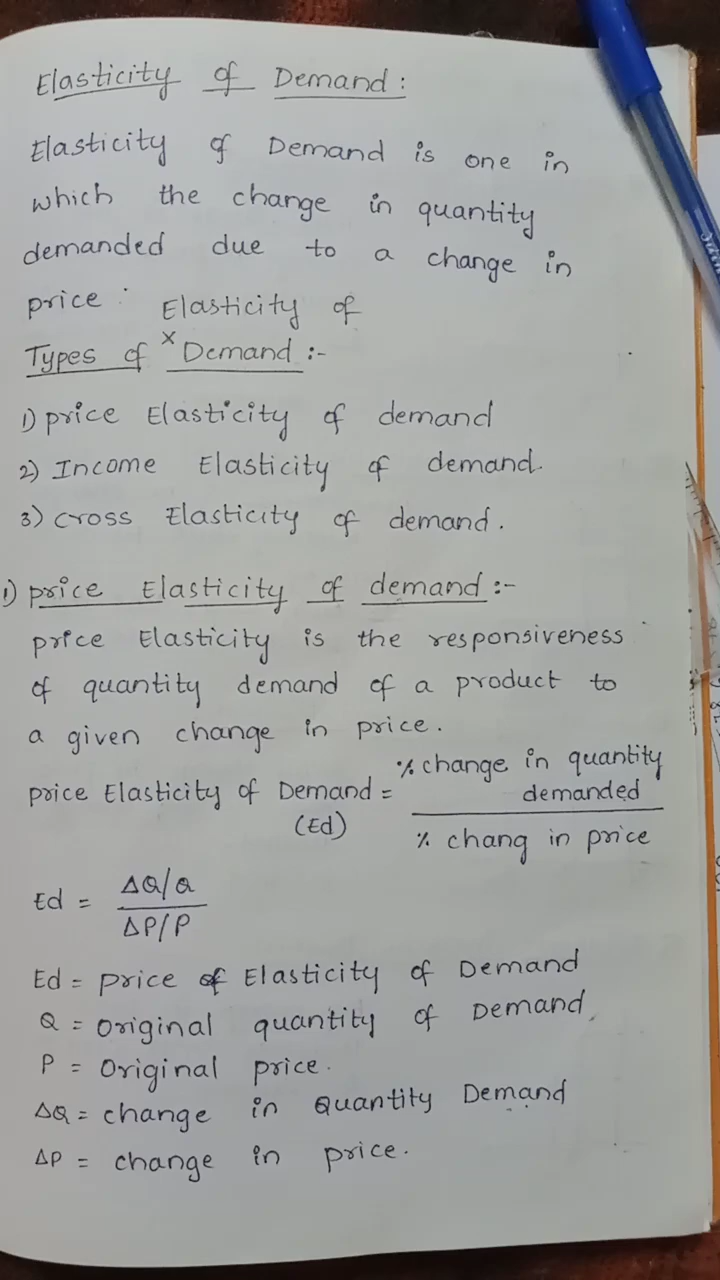 Elasticity of Demand:
Elasticity of Demand is one in
which the change in quantity
demanded due to a change in
price.
Elasticity of
Types of × Demand :-
1) price Elasticity of demand
2) Income Elasticity of demand.
3) cross Elasticity of demand.
1) price Elasticity of demand :-
price Elasticity is the responsiveness
of quantity demand of a product to
a given change in price.
price Elasticity of Demand = % change in quantity
demanded
(Ed)
% chang in price
Ed = ΔQ/Q
ΔP/P
Ed = price of Elasticity of Demand
Q = original quantity of Demand
P = Original price.
ΔQ = change in Quantity Demand
ΔP = change in price.